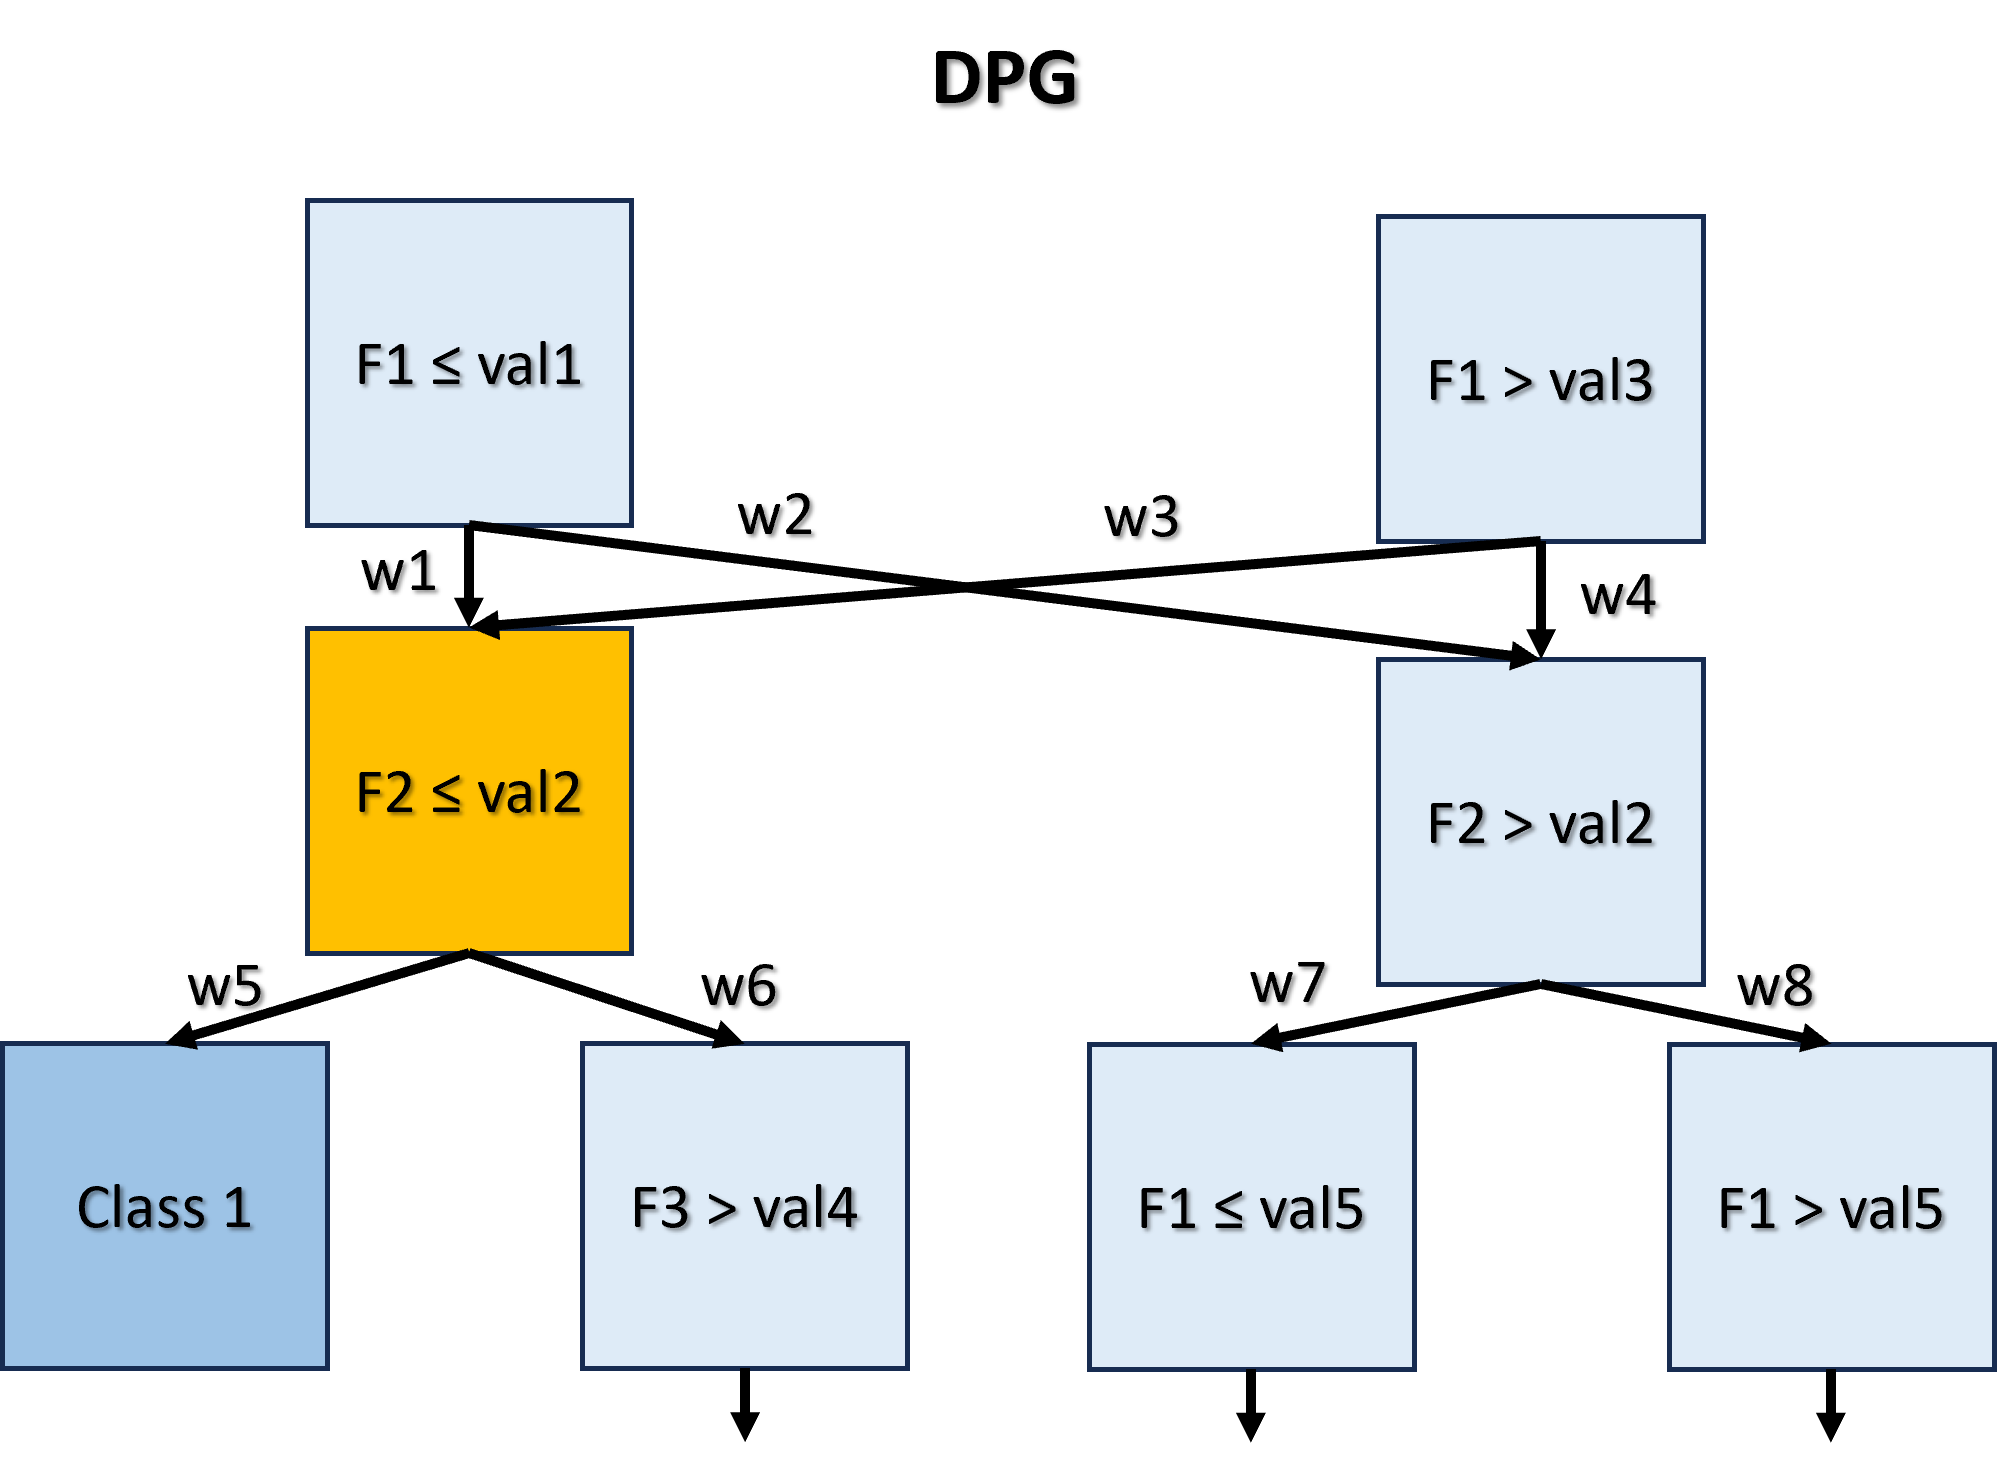 DPG
F1 ≤ val1
F1 > val3
w1
w2
w3
w4
F2 ≤ val2
F2 > val2
w5
w6
w7
w8
Class 1
F3 > val4
F1 ≤ val5
F1 > val5